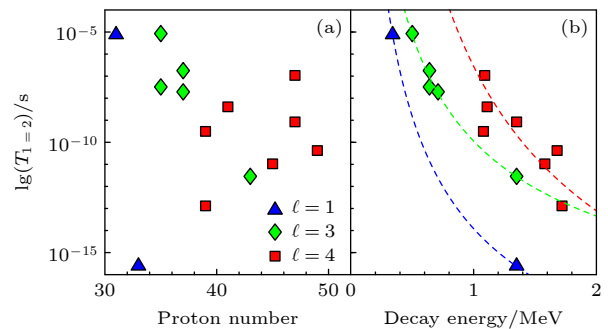 (a)
(b)
lg(T₁₌₂)/s
10⁻⁵
10⁻¹⁰
10⁻¹⁵
ℓ = 1
ℓ = 3
ℓ = 4
30 40 50 0 1 2
Proton number
Decay energy/MeV